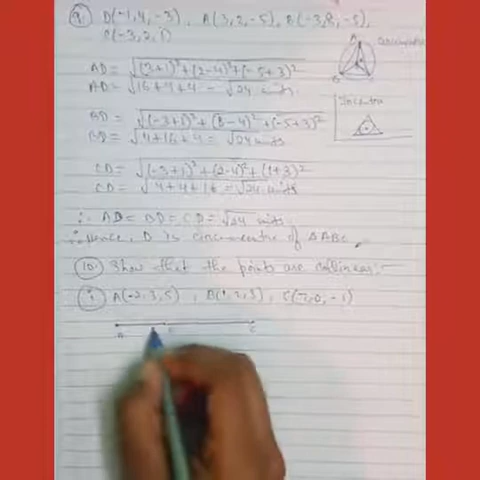 9. D(-1,4,-3) , A(3,2,-5), B(-3,8,-5),
C(-3,2,1)
A
Circumcentre
B
AD = √(3+1)²+(2-4)²+(-5+3)²
AD = √16+4+4 = √24 units
Incentre
BD = √(-3+1)²+(8-4)²+(-5+3)²
BD = √4+16+4 = √24 units
CD = √(-3+1)²+(2-4)²+(1+3)²
CD = √4+4+16 = √24 units
∴ AD = BD = CD = √24 units.
Hence, D is circumcentre of ΔABC.
10. Show that the points are collinear:-
i. A(-2,3,5) , B(1,2,3), C(7,0,-1)
A C